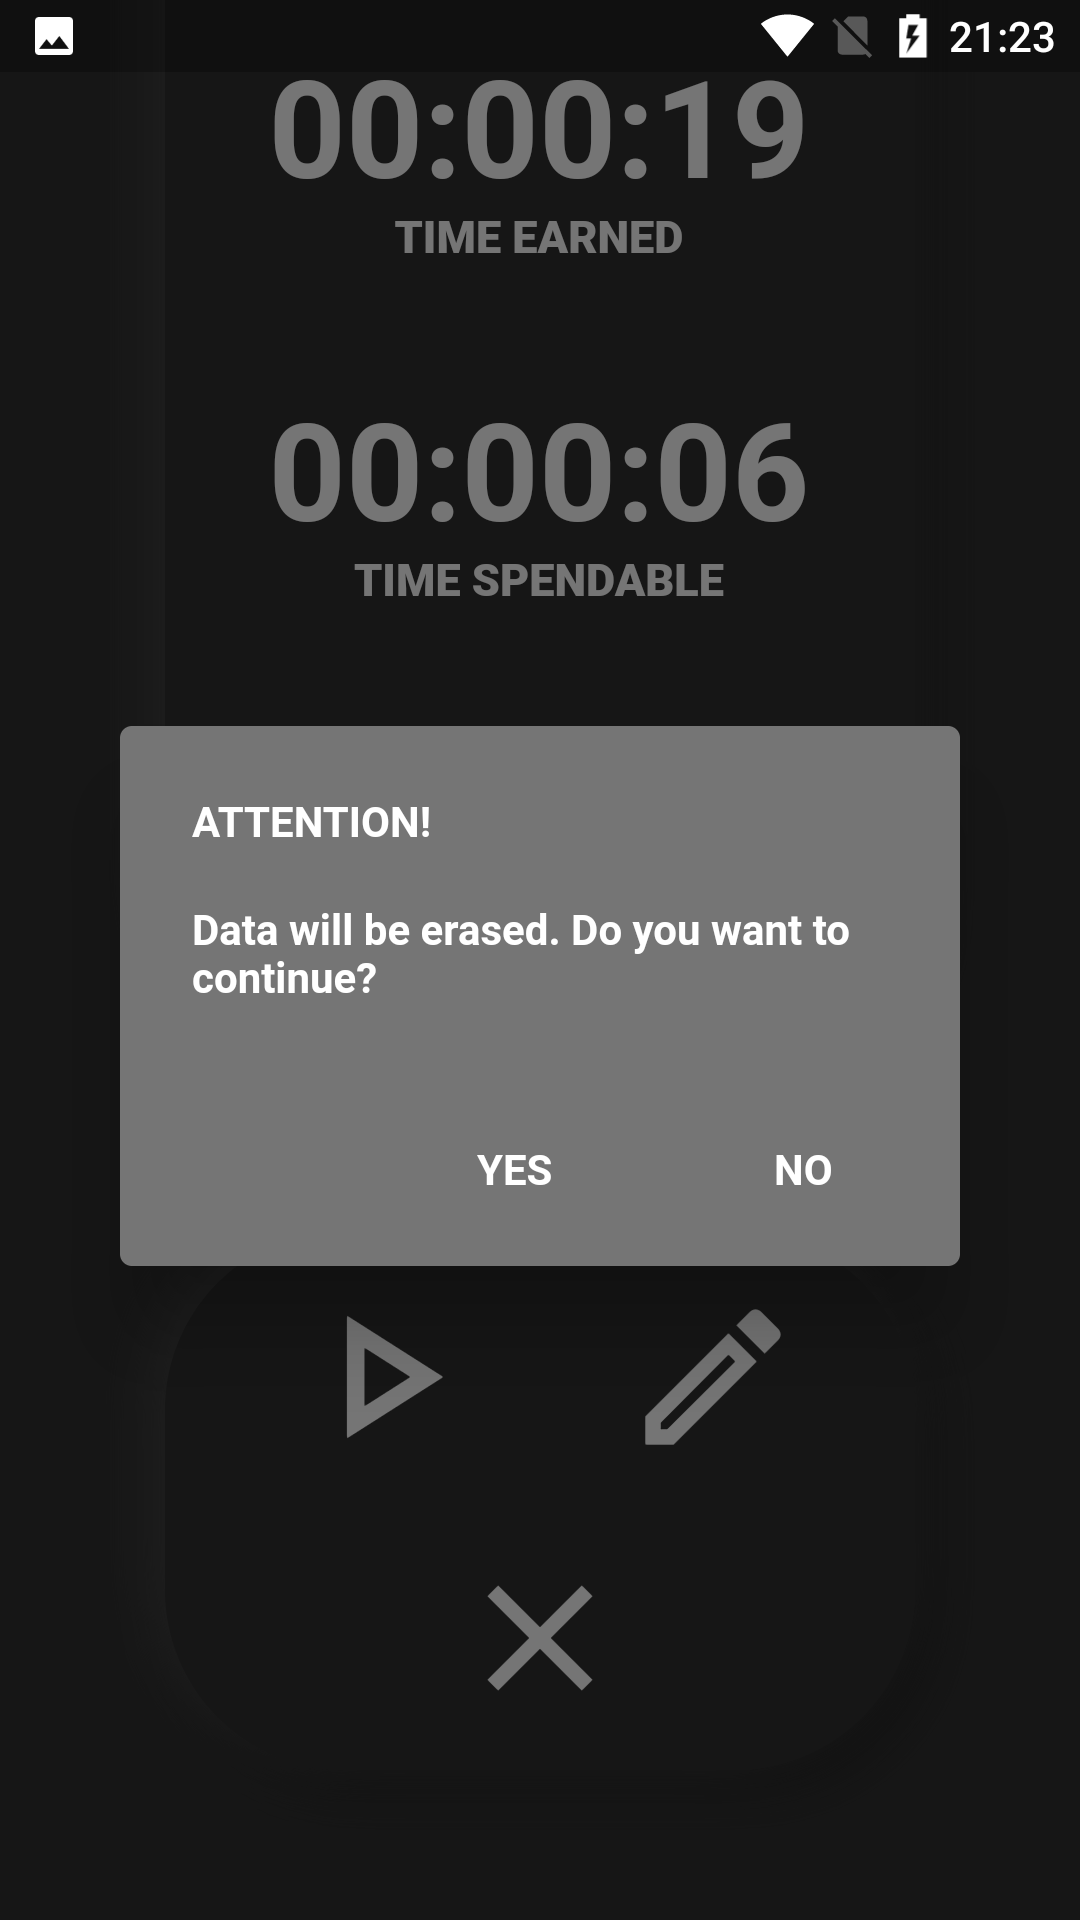 21:23
00:00:19
TIME EARNED
00:00:06
TIME SPENDABLE
ATTENTION!
Data will be erased. Do you want to
continue?
YES NO